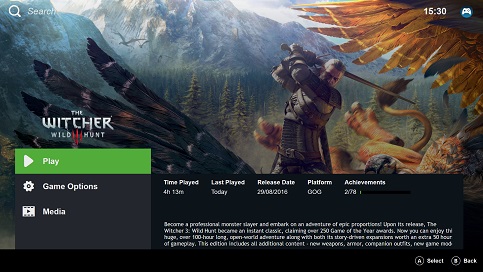 Search
15:30
THE
WITCHER
WILD HUNT
Play
Time Played Last Played Release Date Platform Achievements
4h 13m Today 29/08/2016 GOG 2/78
Game Options
Media
Become a professional monster slayer and embark on an adventure of epic proportions! Upon its release, The
Witcher 3: Wild Hunt became an instant classic, claiming over 250 Game of the Year awards. Now you can enjoy thi
huge, over 100-hour long, open-world adventure along with both its story-driven expansions worth an extra 50 hour
of gameplay. This edition includes all additional content - new weapons, armor, companion outfits, new game mod
A Select B Back